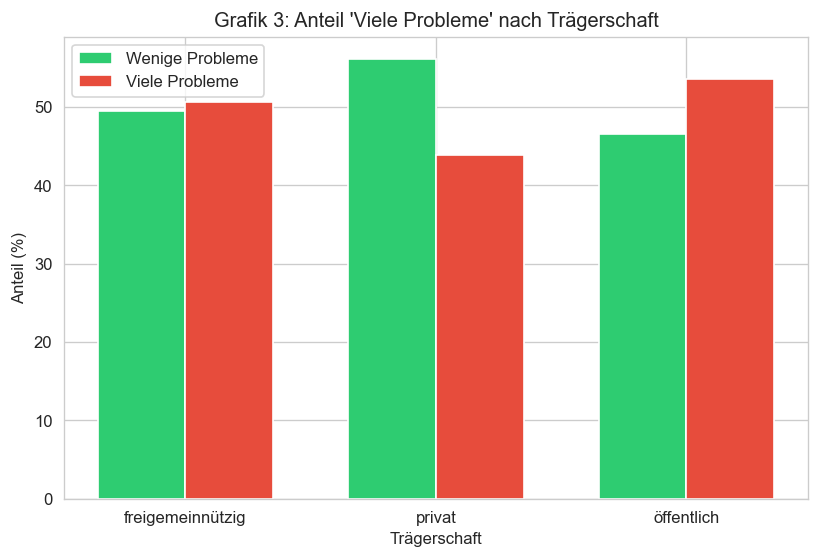 Grafik 3: Anteil 'Viele Probleme' nach Trägerschaft
Wenige Probleme
Viele Probleme
Anteil (%)
50
40
30
20
10
0
freigemeinnützig
privat
öffentlich
Trägerschaft